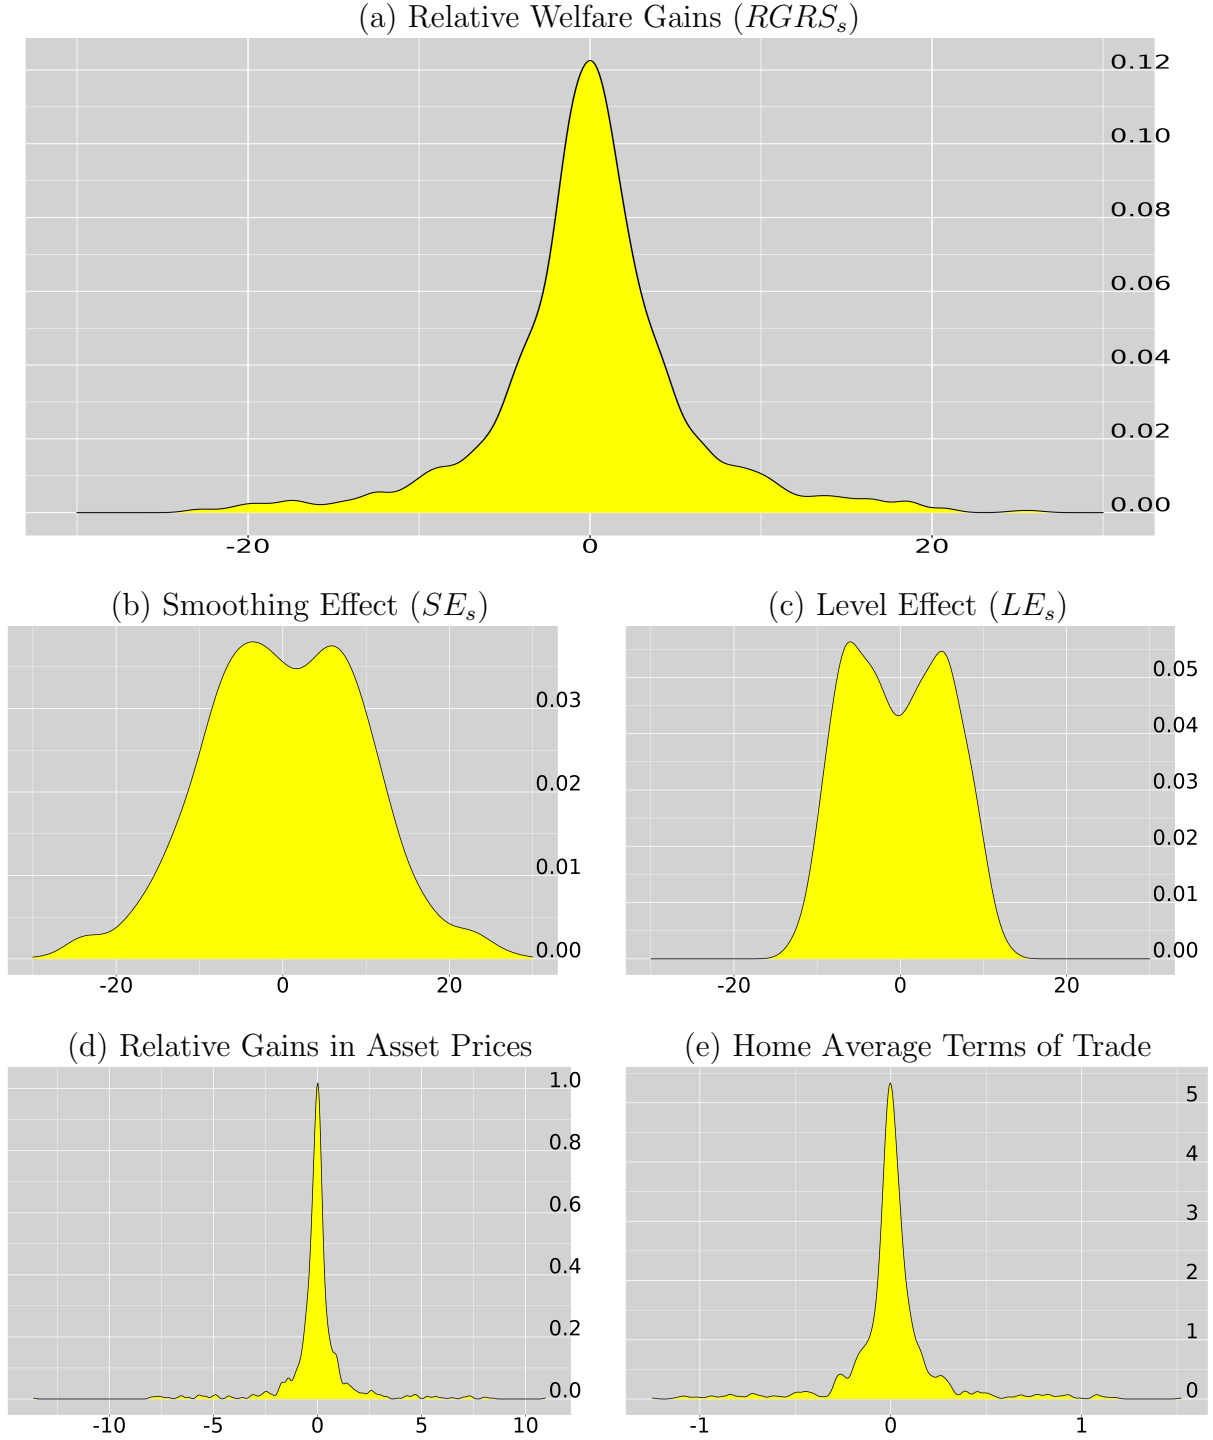 (a) Relative Welfare Gains (RGRSₛ)
0.12
0.10
0.08
0.06
0.04
0.02
0.00
-20 0 20
(b) Smoothing Effect (SEₛ)
0.03
0.02
0.01
0.00
-20 0 20
(c) Level Effect (LEₛ)
0.05
0.04
0.03
0.02
0.01
0.00
-20 0 20
(d) Relative Gains in Asset Prices
1.0
0.8
0.6
0.4
0.2
0.0
-10 -5 0 5 10
(e) Home Average Terms of Trade
5
4
3
2
1
0
-1 0 1